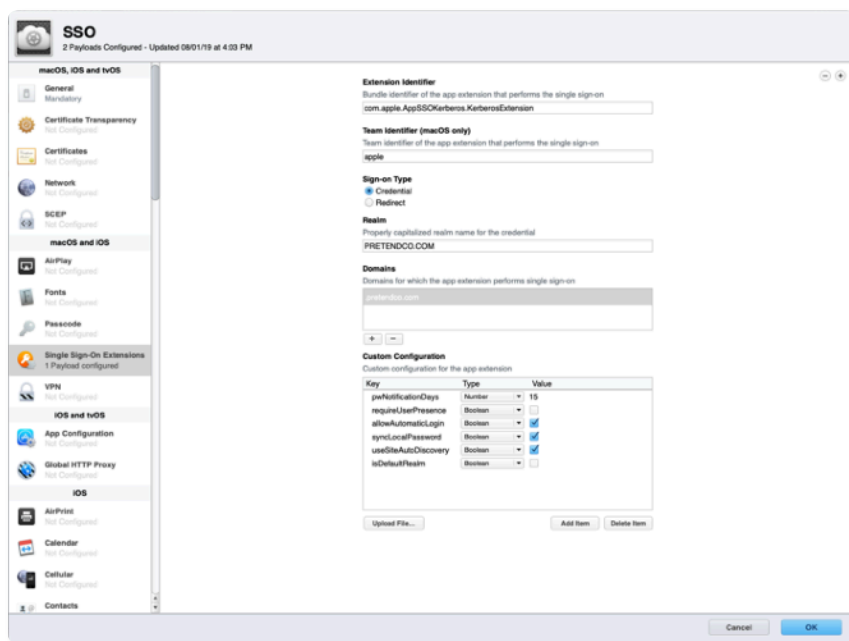 SSO
2 Payloads Configured - Updated 08/01/19 at 4:03 PM
macOS, iOS and tvOS
General
Mandatory
Certificate Transparency
Not Configured
Certificates
Not Configured
Network
Not Configured
SCEP
Not Configured
macOS and iOS
AirPlay
Not Configured
Fonts
Not Configured
Passcode
Not Configured
Single Sign-On Extensions
1 Payload configured
VPN
Not Configured
iOS and tvOS
App Configuration
Not Configured
Global HTTP Proxy
Not Configured
iOS
AirPrint
Not Configured
Calendar
Not Configured
Cellular
Not Configured
Contacts
Extension Identifier
Bundle identifier of the app extension that performs the single sign-on
com.apple.AppSSOKerberos.KerberosExtension
Team Identifier (macOS only)
Team identifier of the app extension that performs the single sign-on
apple
Sign-on Type
Credential
Redirect
Realm
Properly capitalized realm name for the credential
PRETENDCO.COM
Domains
Domains for which the app extension performs single sign-on
pretendco.com
+ −
Custom Configuration
Custom configuration for the app extension
Key Type Value
pwNotificationDays Number 15
requireUserPresence Boolean
allowAutomaticLogin Boolean
syncLocalPassword Boolean
useSiteAutoDiscovery Boolean
isDefaultRealm Boolean
Upload File... Add Item Delete Item
Cancel OK